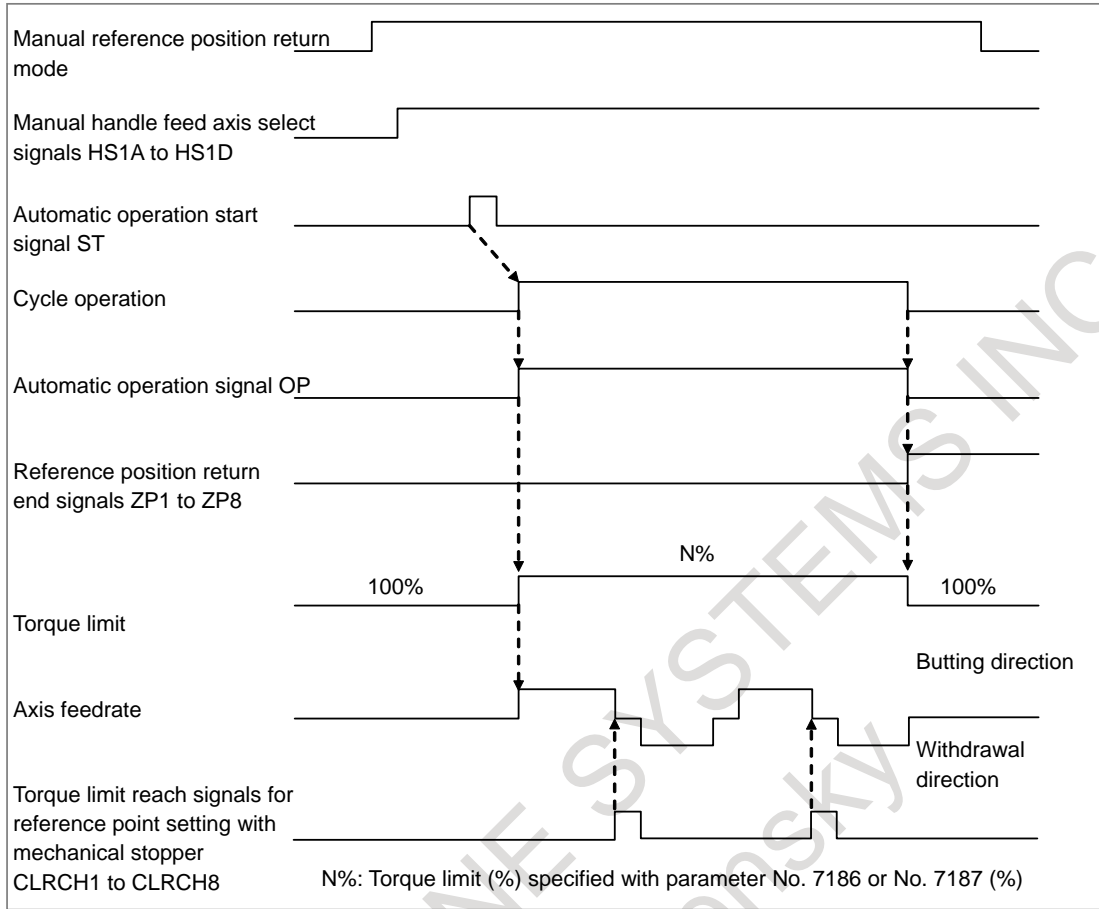 Manual reference position return
mode
Manual handle feed axis select
signals HS1A to HS1D
Automatic operation start
signal ST
Cycle operation
Automatic operation signal OP
Reference position return
end signals ZP1 to ZP8
N%
100%
100%
Torque limit
Butting direction
Axis feedrate
Withdrawal
direction
Torque limit reach signals for
reference point setting with
mechanical stopper
CLRCH1 to CLRCH8
N%: Torque limit (%) specified with parameter No. 7186 or No. 7187 (%)